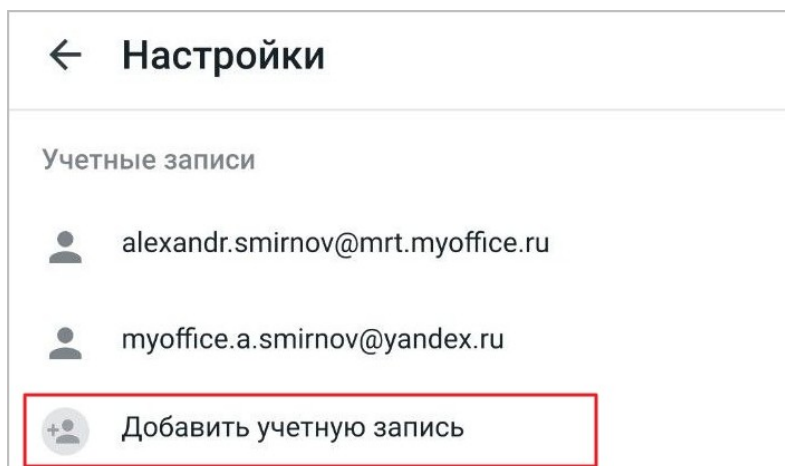 Настройки
Учетные записи
alexandr.smirnov@mrt.myoffice.ru
myoffice.a.smirnov@yandex.ru
Добавить учетную запись